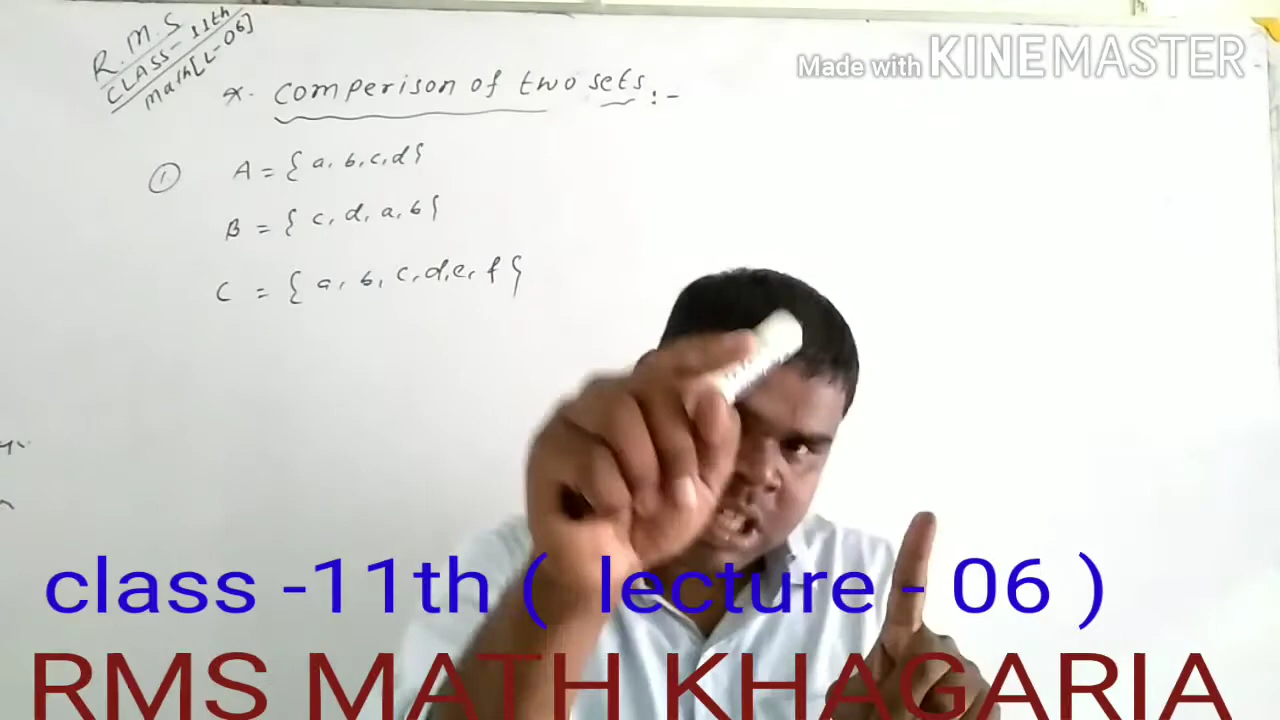 R.M.S
CLASS-11th
Math[L-06]
Made with KINEMASTER
*. Comperison of two sets :-
① A = { a, b, c, d }
B = { c, d, a, b }
C = { a, b, c, d, e, f }
class -11th ( lecture - 06 )
RMS MATH KHAGARIA